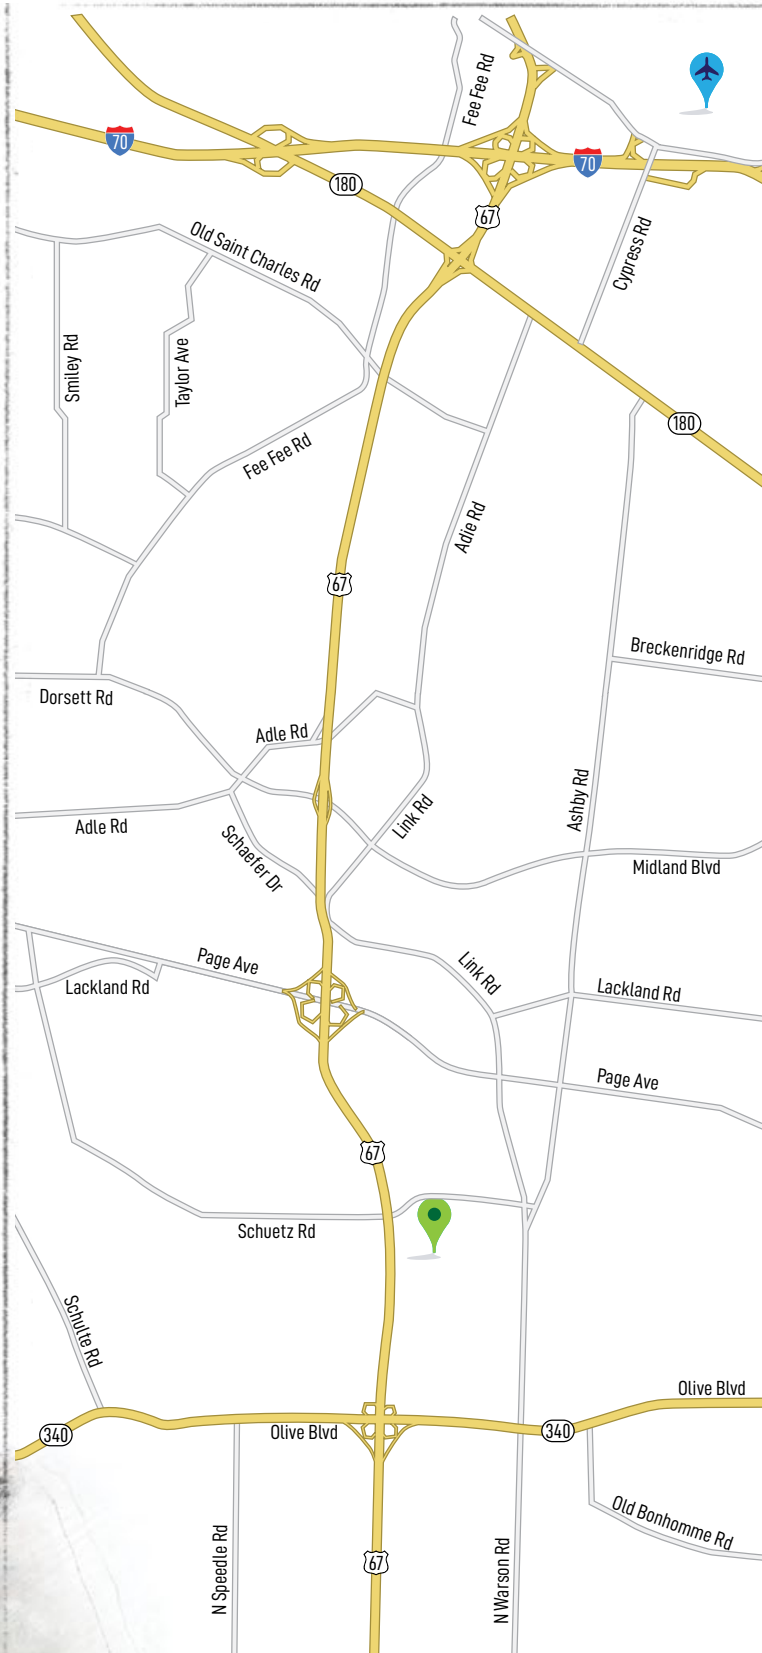 Fee Fee Rd
70
70
180
67
Old Saint Charles Rd
Cypress Rd
Smiley Rd
Taylor Ave
180
Fee Fee Rd
Adie Rd
67
Breckenridge Rd
Dorsett Rd
Adle Rd
Ashby Rd
Link Rd
Adle Rd
Schaefer Dr
Midland Blvd
Page Ave
Link Rd
Lackland Rd
Lackland Rd
Page Ave
67
Schuetz Rd
Schulte Rd
Olive Blvd
340
Olive Blvd
340
Old Bonhomme Rd
N Speedle Rd
67
N Warson Rd